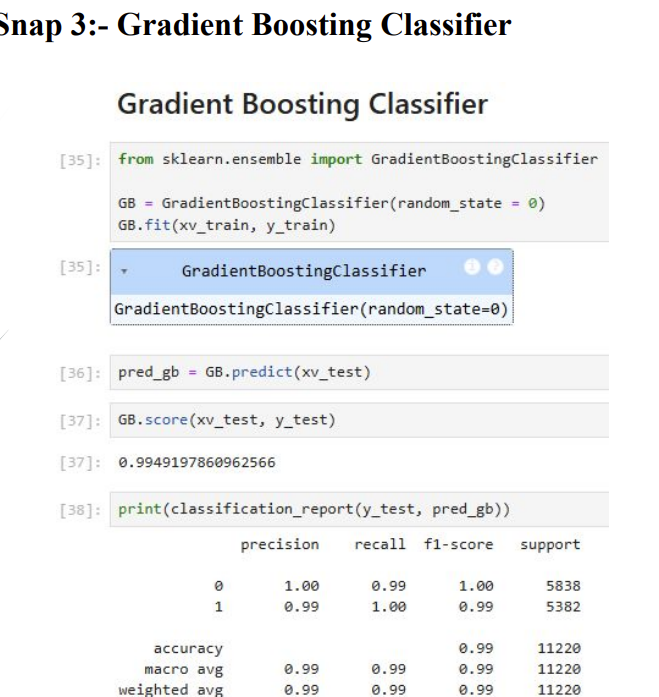 Snap 3:- Gradient Boosting Classifier
Gradient Boosting Classifier
[35]: from sklearn.ensemble import GradientBoostingClassifier
GB = GradientBoostingClassifier(random_state = 0)
GB.fit(xv_train, y_train)
[35]: ▾ GradientBoostingClassifier i ?
GradientBoostingClassifier(random_state=0)
[36]: pred_gb = GB.predict(xv_test)
[37]: GB.score(xv_test, y_test)
[37]: 0.9949197860962566
[38]: print(classification_report(y_test, pred_gb))
precision recall f1-score support
0 1.00 0.99 1.00 5838
1 0.99 1.00 0.99 5382
accuracy 0.99 11220
macro avg 0.99 0.99 0.99 11220
weighted avg 0.99 0.99 0.99 11220